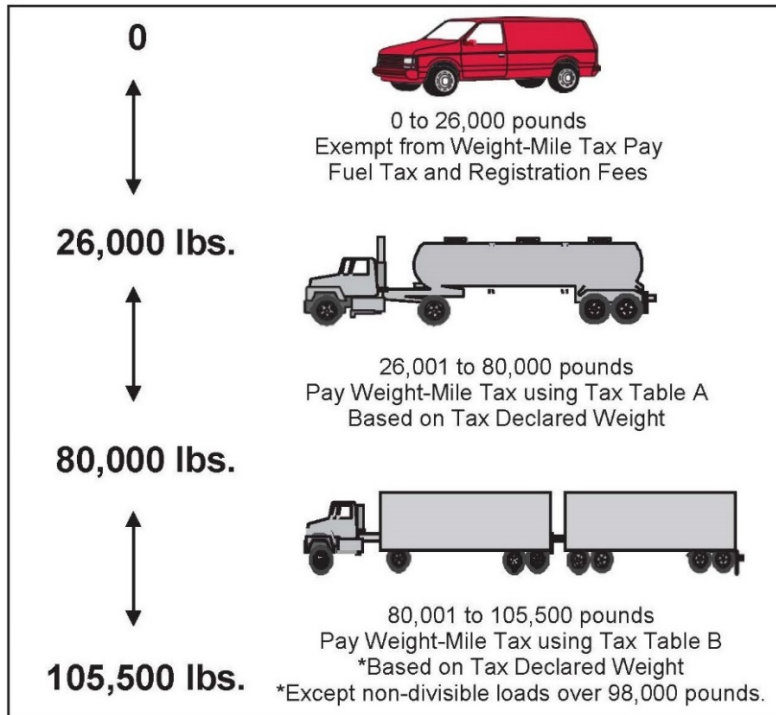 0
0 to 26,000 pounds
Exempt from Weight-Mile Tax Pay
Fuel Tax and Registration Fees
26,000 lbs.
26,001 to 80,000 pounds
Pay Weight-Mile Tax using Tax Table A
Based on Tax Declared Weight
80,000 lbs.
80,001 to 105,500 pounds
Pay Weight-Mile Tax using Tax Table B
*Based on Tax Declared Weight
105,500 lbs.
*Except non-divisible loads over 98,000 pounds.